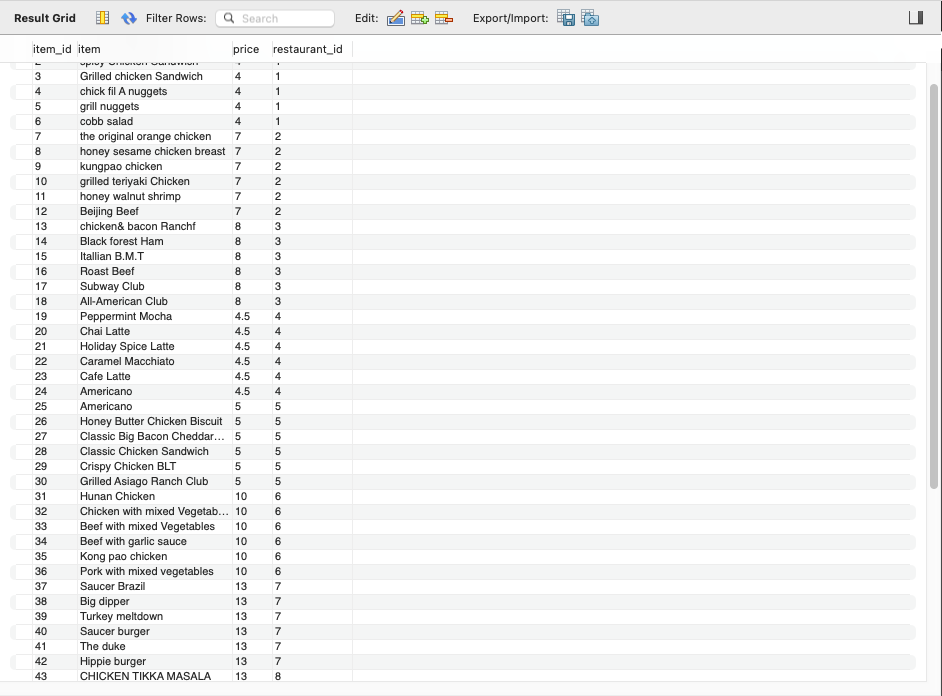 Result Grid Filter Rows: Search Edit: Export/Import:
item_id item price restaurant_id
2 spicy Chicken Sandwich 4 1
3 Grilled chicken Sandwich 4 1
4 chick fil A nuggets 4 1
5 grill nuggets 4 1
6 cobb salad 4 1
7 the original orange chicken 7 2
8 honey sesame chicken breast 7 2
9 kungpao chicken 7 2
10 grilled teriyaki Chicken 7 2
11 honey walnut shrimp 7 2
12 Beijing Beef 7 2
13 chicken& bacon Ranchf 8 3
14 Black forest Ham 8 3
15 Itallian B.M.T 8 3
16 Roast Beef 8 3
17 Subway Club 8 3
18 All-American Club 8 3
19 Peppermint Mocha 4.5 4
20 Chai Latte 4.5 4
21 Holiday Spice Latte 4.5 4
22 Caramel Macchiato 4.5 4
23 Cafe Latte 4.5 4
24 Americano 4.5 4
25 Americano 5 5
26 Honey Butter Chicken Biscuit 5 5
27 Classic Big Bacon Cheddar... 5 5
28 Classic Chicken Sandwich 5 5
29 Crispy Chicken BLT 5 5
30 Grilled Asiago Ranch Club 5 5
31 Hunan Chicken 10 6
32 Chicken with mixed Vegetab... 10 6
33 Beef with mixed Vegetables 10 6
34 Beef with garlic sauce 10 6
35 Kong pao chicken 10 6
36 Pork with mixed vegetables 10 6
37 Saucer Brazil 13 7
38 Big dipper 13 7
39 Turkey meltdown 13 7
40 Saucer burger 13 7
41 The duke 13 7
42 Hippie burger 13 7
43 CHICKEN TIKKA MASALA 13 8